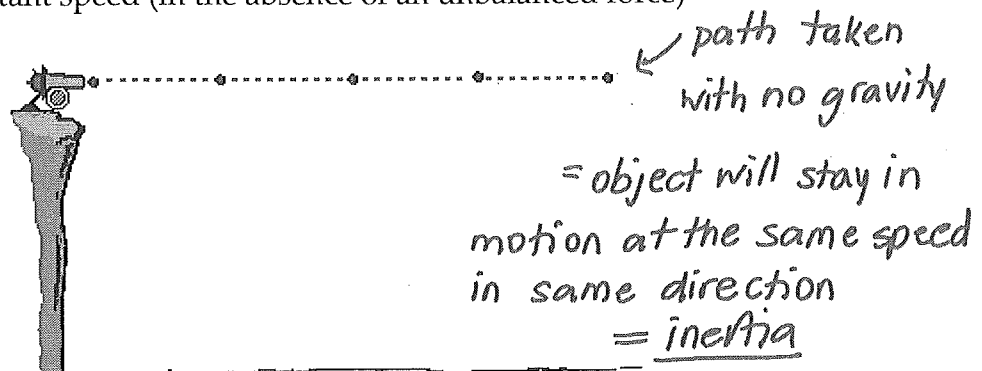 tant speed (in the absence of an unbalanced force)
path taken
with no gravity
= object will stay in
motion at the same speed
in same direction
= inertia